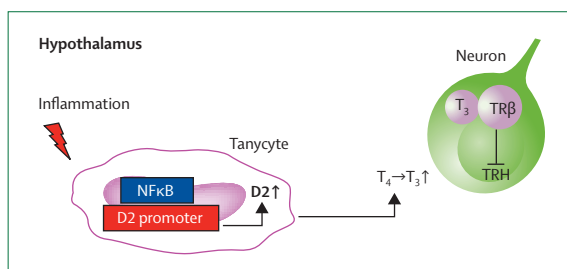 Hypothalamus
Neuron
Inflammation
T₃ TRβ
Tanycyte
NFκB
D2↑
T₄→T₃↑
TRH
D2 promoter